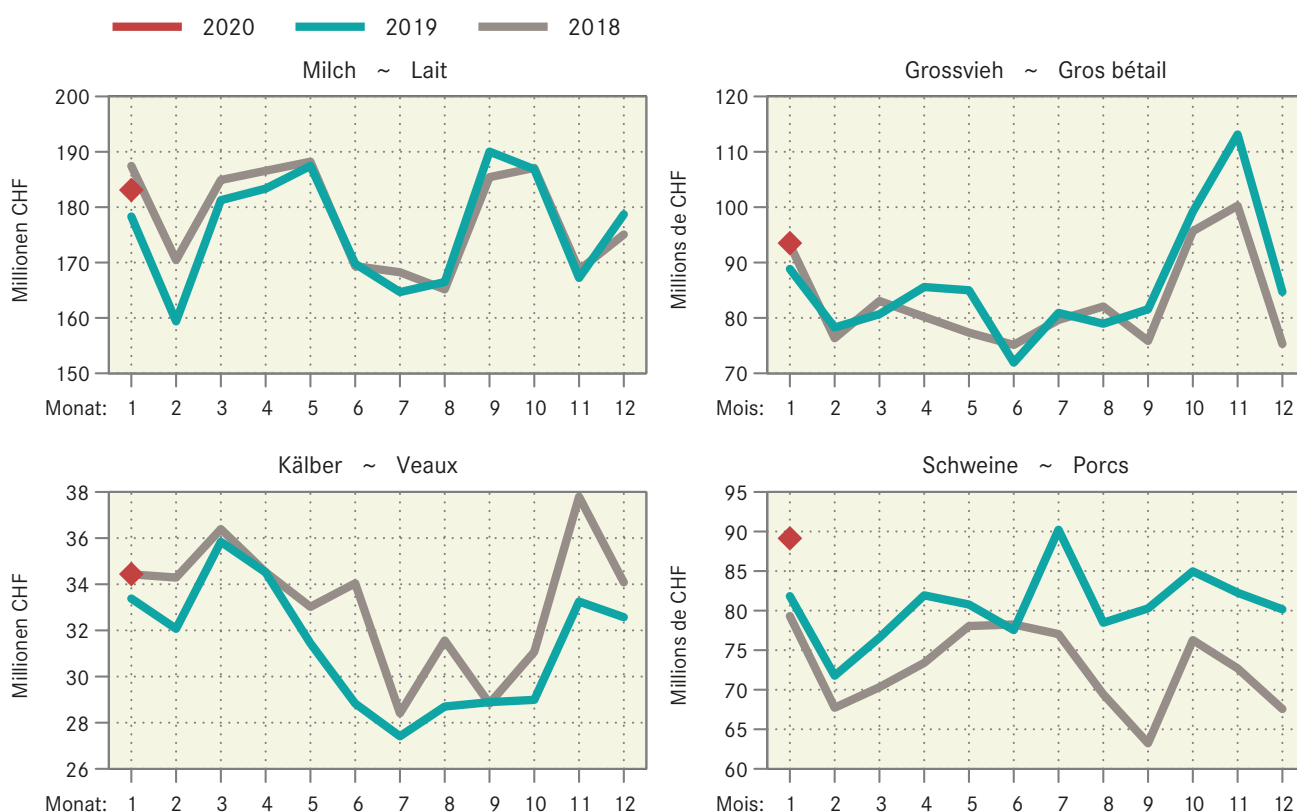 2020 2019 2018
Milch ~ Lait
Millionen CHF
200
190
180
170
160
150
Monat: 1 2 3 4 5 6 7 8 9 10 11 12
Grossvieh ~ Gros bétail
Millions de CHF
120
110
100
90
80
70
Mois: 1 2 3 4 5 6 7 8 9 10 11 12
Kälber ~ Veaux
Millionen CHF
38
36
34
32
30
28
26
Monat: 1 2 3 4 5 6 7 8 9 10 11 12
Schweine ~ Porcs
Millions de CHF
95
90
85
80
75
70
65
60
Mois: 1 2 3 4 5 6 7 8 9 10 11 12